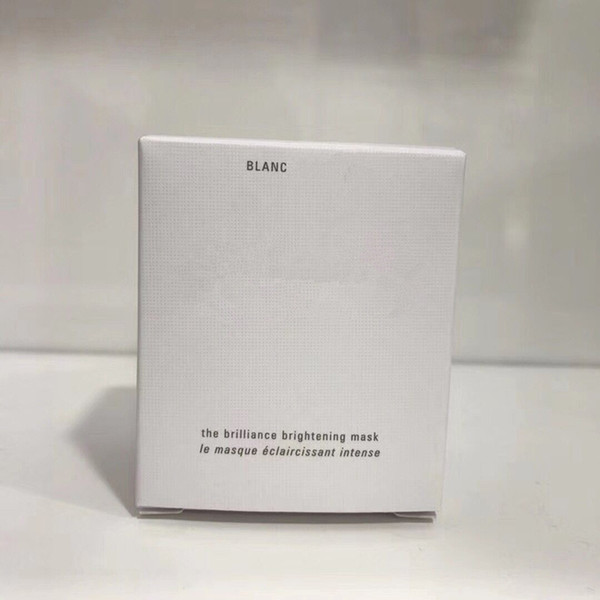 BLANC
the brilliance brightening mask
le masque éclaircissant intense